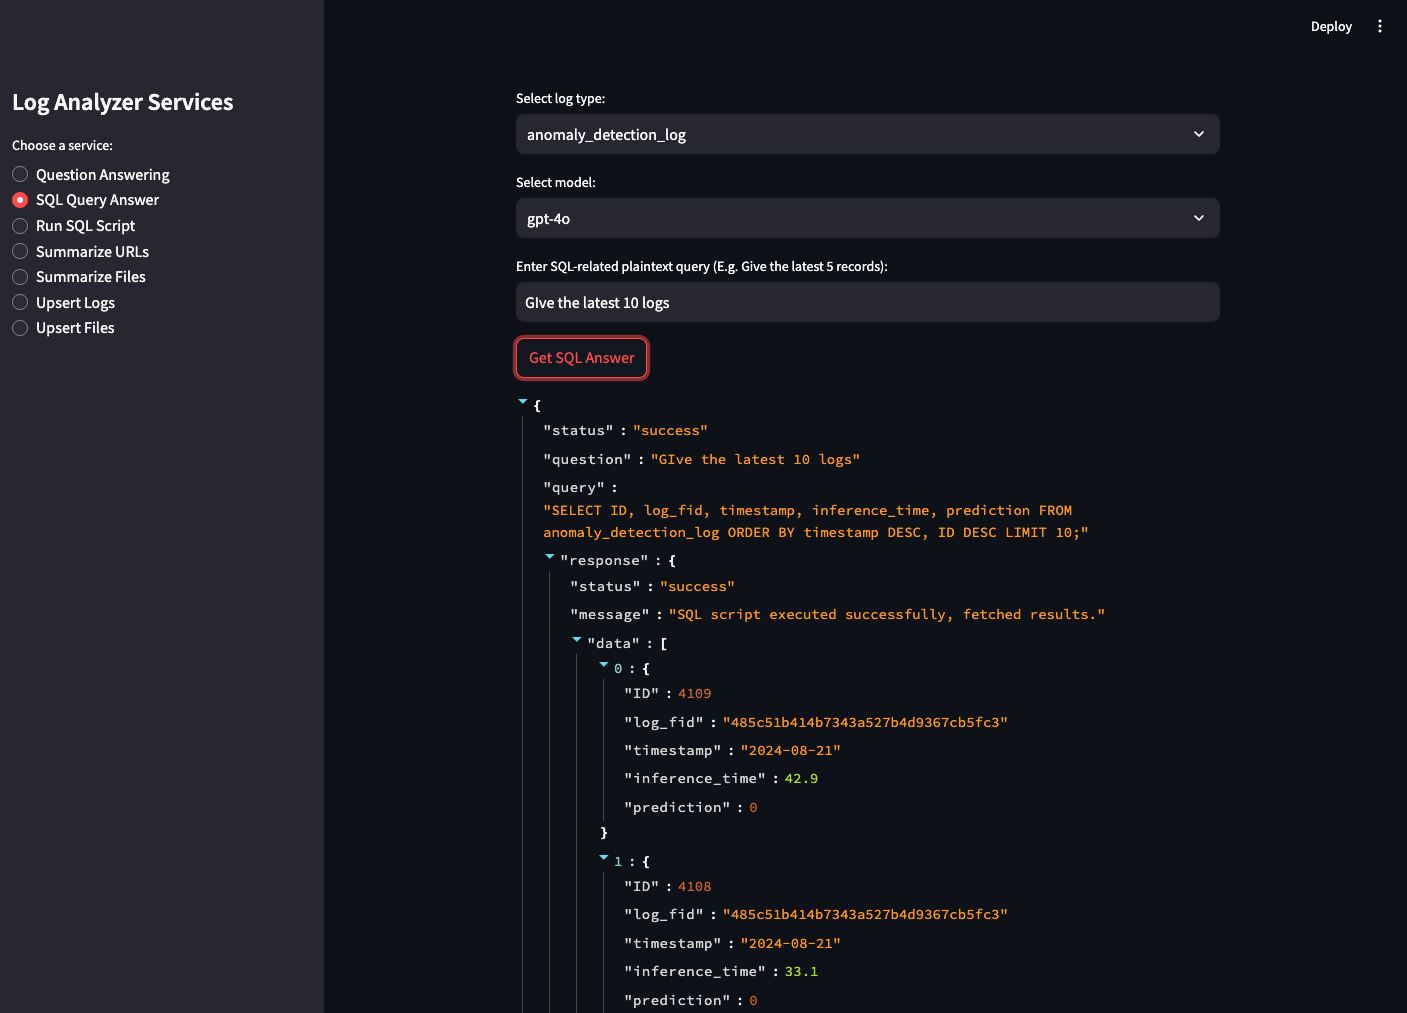 Deploy
Log Analyzer Services
Choose a service:
Question Answering
SQL Query Answer
Run SQL Script
Summarize URLs
Summarize Files
Upsert Logs
Upsert Files
Select log type:
anomaly_detection_log
Select model:
gpt-4o
Enter SQL-related plaintext query (E.g. Give the latest 5 records):
GIve the latest 10 logs
Get SQL Answer
{
"status" : "success"
"question" : "GIve the latest 10 logs"
"query" :
"SELECT ID, log_fid, timestamp, inference_time, prediction FROM
anomaly_detection_log ORDER BY timestamp DESC, ID DESC LIMIT 10;"
"response" : {
"status" : "success"
"message" : "SQL script executed successfully, fetched results."
"data" : [
0 : {
"ID" : 4109
"log_fid" : "485c51b414b7343a527b4d9367cb5fc3"
"timestamp" : "2024-08-21"
"inference_time" : 42.9
"prediction" : 0
}
1 : {
"ID" : 4108
"log_fid" : "485c51b414b7343a527b4d9367cb5fc3"
"timestamp" : "2024-08-21"
"inference_time" : 33.1
"prediction" : 0